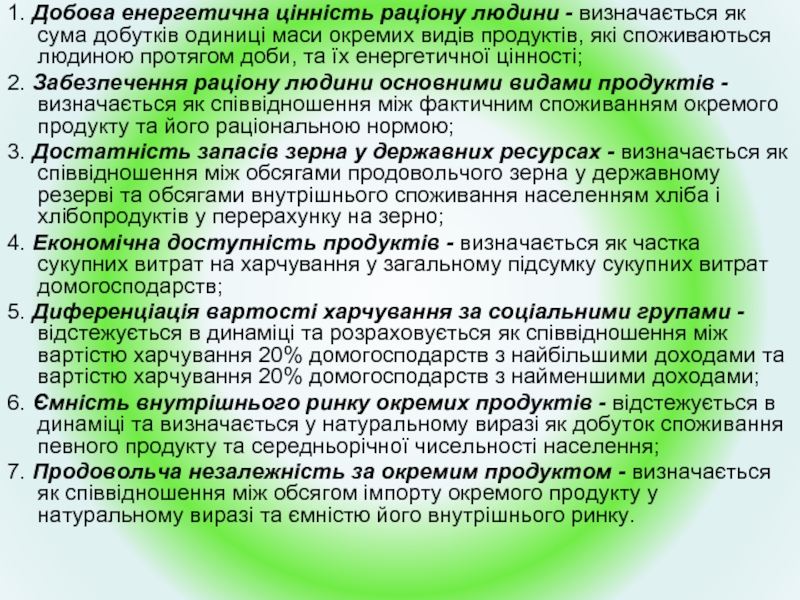 1. Добова енергетична цінність раціону людини - визначається як
сума добутків одиниці маси окремих видів продуктів, які споживаються
людиною протягом доби, та їх енергетичної цінності;
2. Забезпечення раціону людини основними видами продуктів -
визначається як співвідношення між фактичним споживанням окремого
продукту та його раціональною нормою;
3. Достатність запасів зерна у державних ресурсах - визначається як
співвідношення між обсягами продовольчого зерна у державному
резерві та обсягами внутрішнього споживання населенням хліба і
хлібопродуктів у перерахунку на зерно;
4. Економічна доступність продуктів - визначається як частка
сукупних витрат на харчування у загальному підсумку сукупних витрат
домогосподарств;
5. Диференціація вартості харчування за соціальними групами -
відстежується в динаміці та розраховується як співвідношення між
вартістю харчування 20% домогосподарств з найбільшими доходами та
вартістю харчування 20% домогосподарств з найменшими доходами;
6. Ємність внутрішнього ринку окремих продуктів - відстежується в
динаміці та визначається у натуральному виразі як добуток споживання
певного продукту та середньорічної чисельності населення;
7. Продовольча незалежність за окремим продуктом - визначається
як співвідношення між обсягом імпорту окремого продукту у
натуральному виразі та ємністю його внутрішнього ринку.